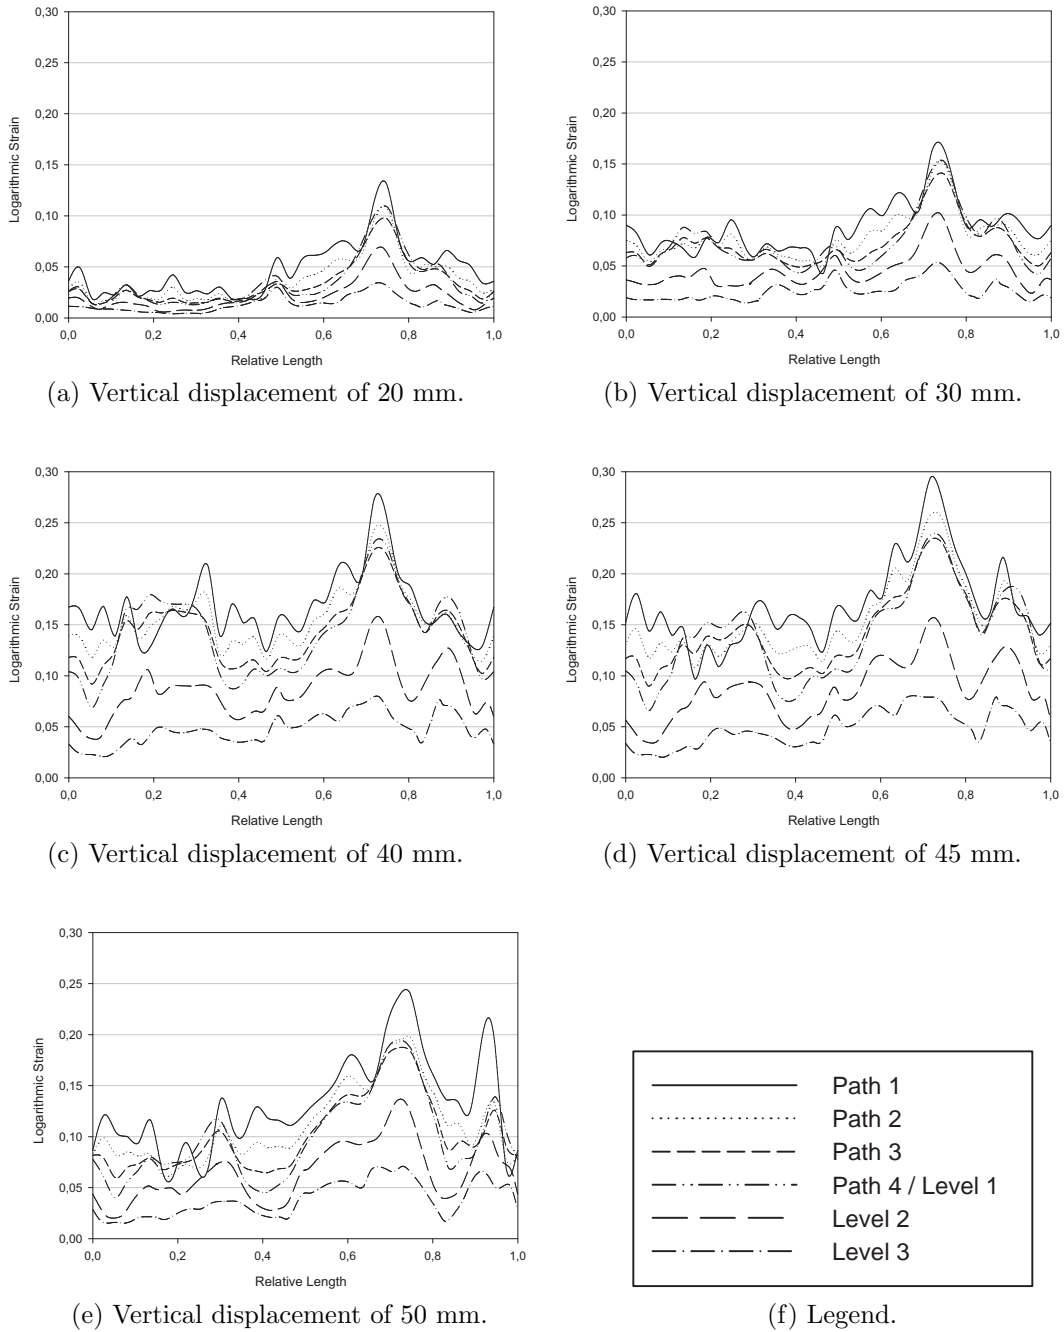 0,30
0,25
0,20
0,15
0,10
0,05
0,00
Logarithmic Strain
0,0 0,2 0,4 0,6 0,8 1,0
Relative Length
(a) Vertical displacement of 20 mm.
0,30
0,25
0,20
0,15
0,10
0,05
0,00
Logarithmic Strain
0,0 0,2 0,4 0,6 0,8 1,0
Relative Length
(b) Vertical displacement of 30 mm.
0,30
0,25
0,20
0,15
0,10
0,05
0,00
Logarithmic Strain
0,0 0,2 0,4 0,6 0,8 1,0
Relative Length
(c) Vertical displacement of 40 mm.
0,30
0,25
0,20
0,15
0,10
0,05
0,00
Logarithmic Strain
0,0 0,2 0,4 0,6 0,8 1,0
Relative Length
(d) Vertical displacement of 45 mm.
0,30
0,25
0,20
0,15
0,10
0,05
0,00
Logarithmic Strain
0,0 0,2 0,4 0,6 0,8 1,0
Relative Length
(e) Vertical displacement of 50 mm.
Path 1
Path 2
Path 3
Path 4 / Level 1
Level 2
Level 3
(f) Legend.